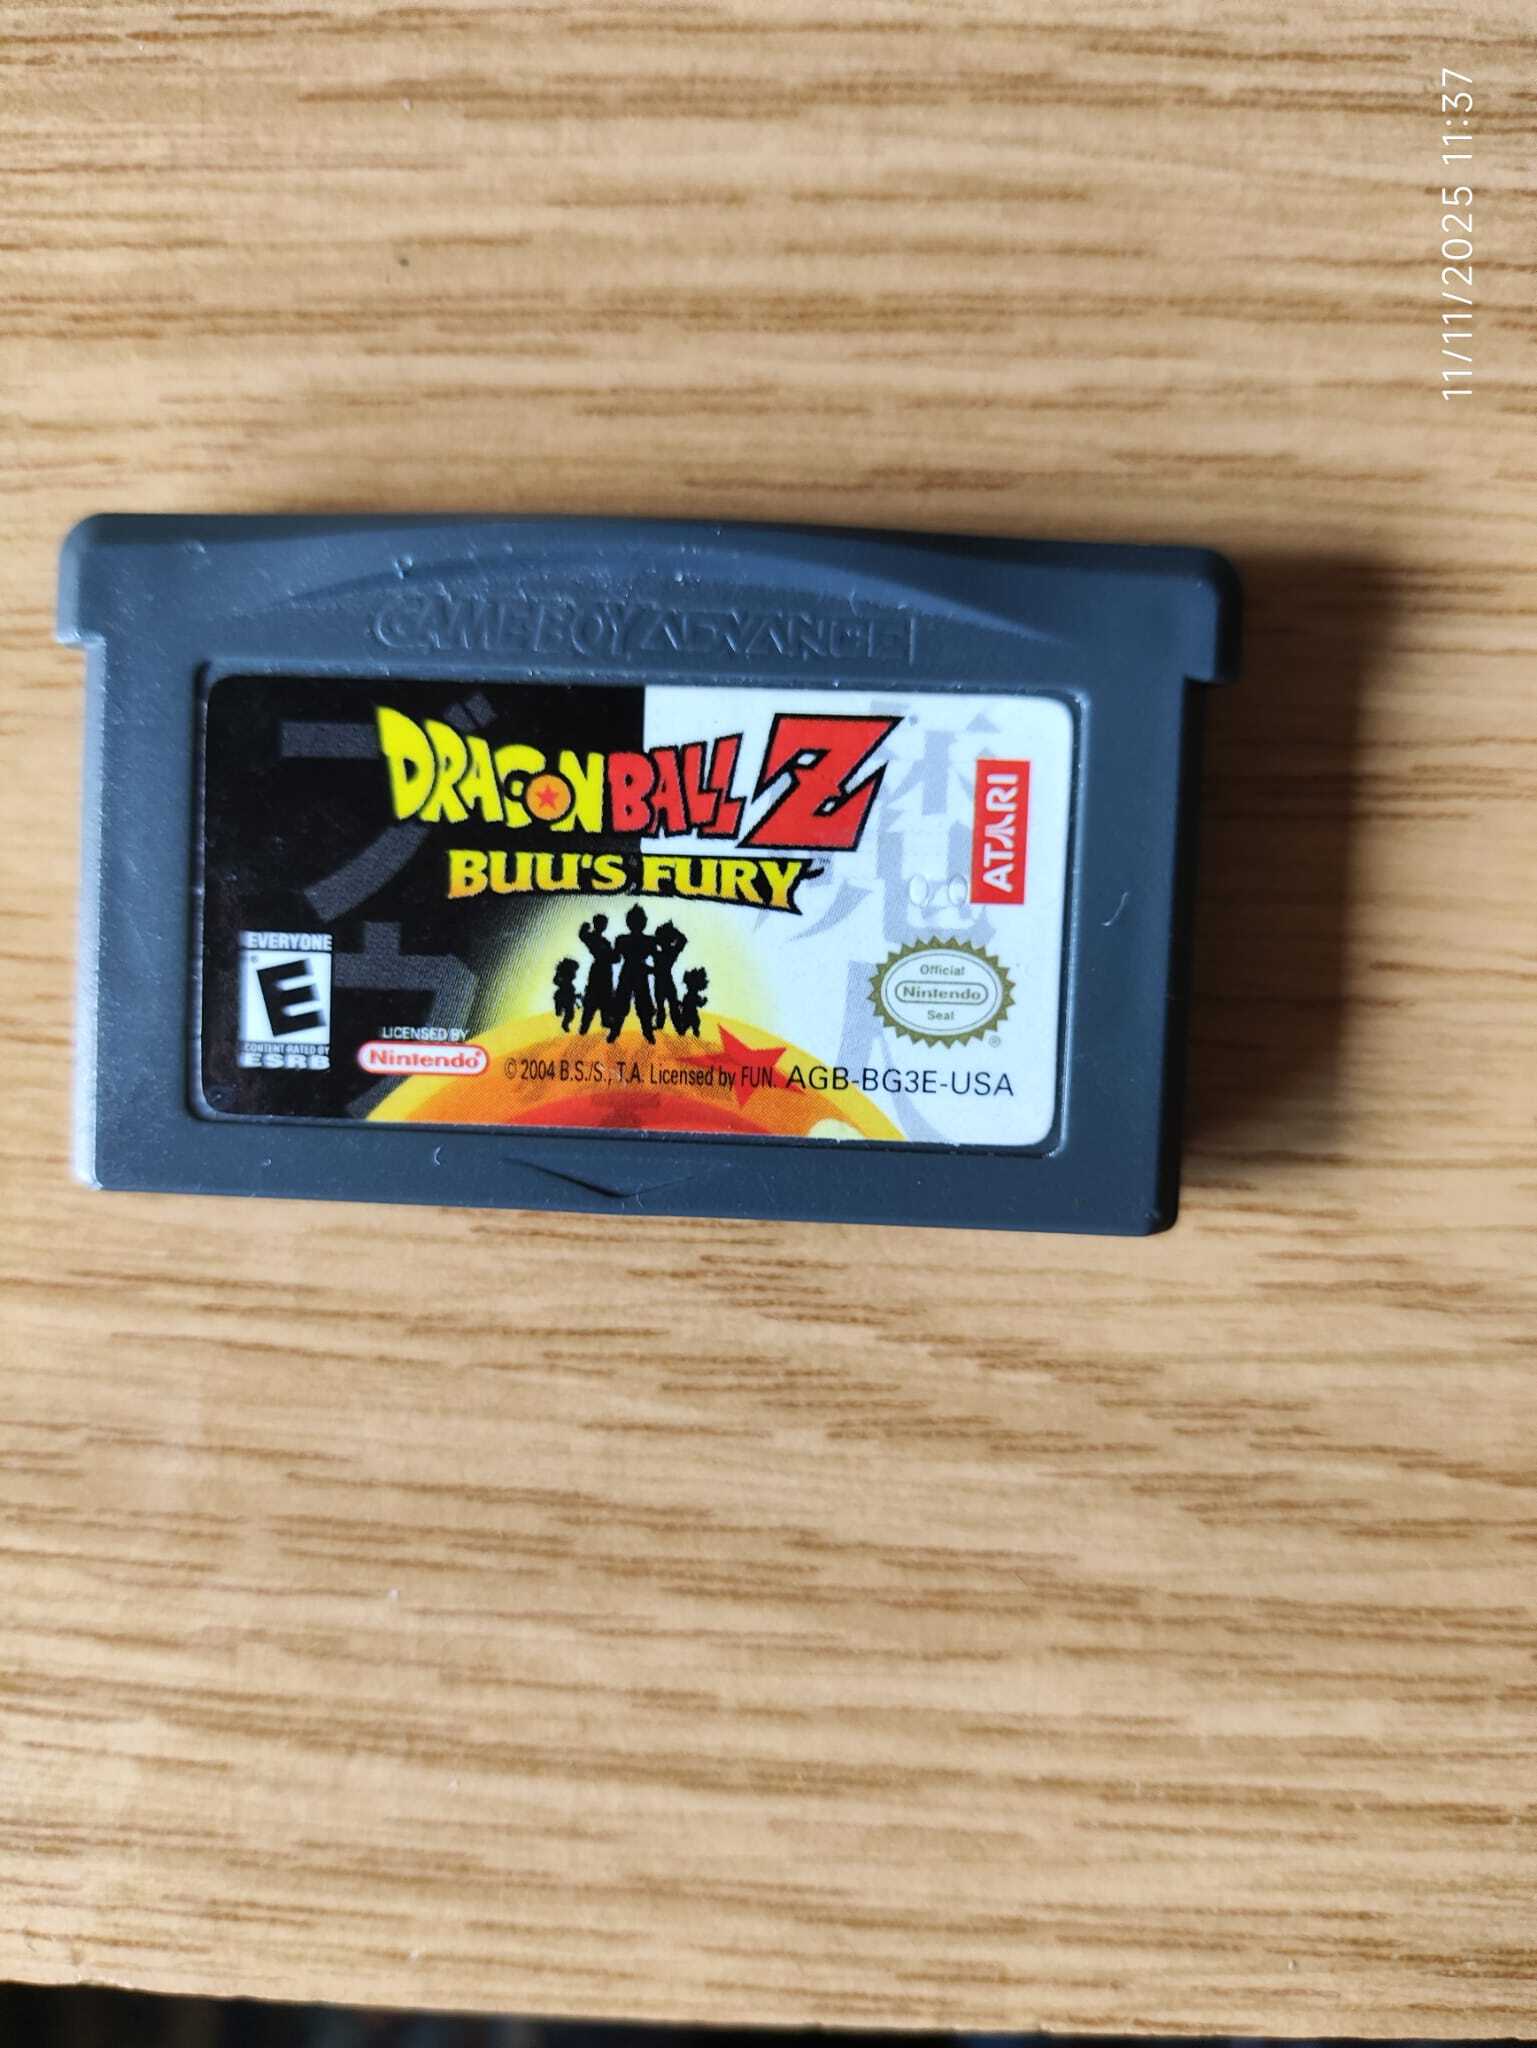 11/11/2025 11:37
GAME BOY ADVANCE
DRAGON BALL Z
BUU'S FURY
ATARI
EVERYONE
E
CONTENT RATED BY
ESRB
LICENSED BY
Nintendo®
© 2004 B.S./S., T.A. Licensed by FUN. AGB-BG3E-USA
Official
Nintendo
Seal